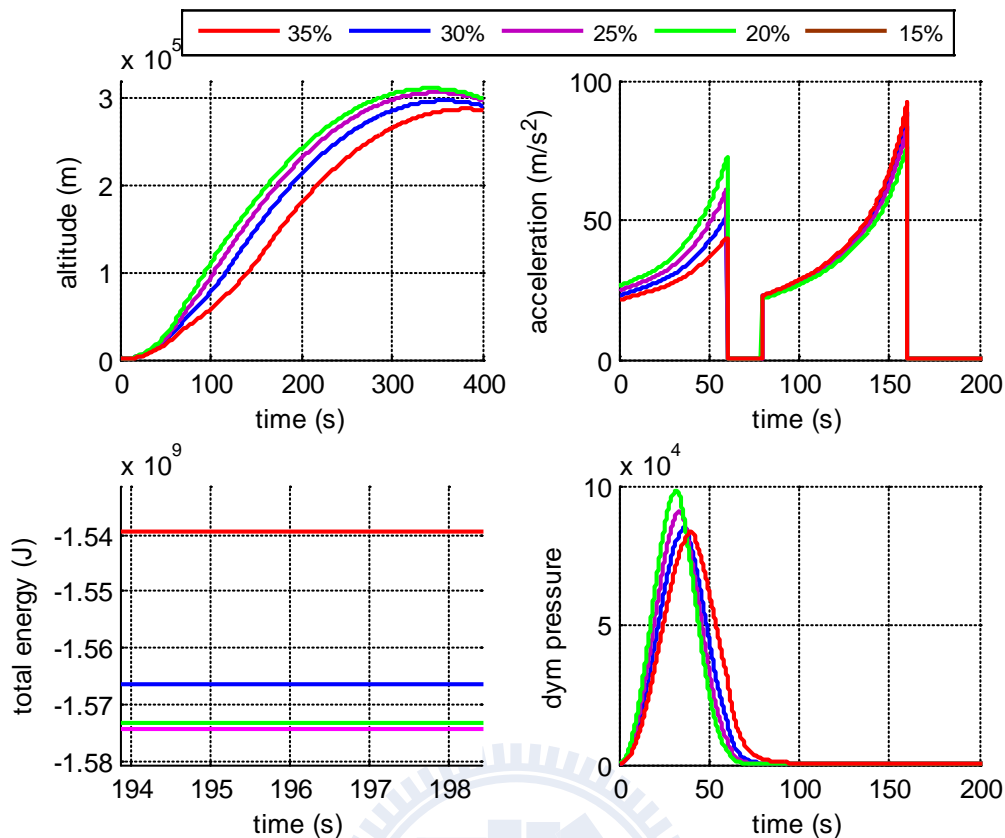 35% 30% 25% 20% 15%
x 10^5
3
2
1
0
altitude (m)
0 100 200 300 400
time (s)
100
50
0
acceleration (m/s²)
0 50 100 150 200
time (s)
x 10^9
-1.54
-1.55
-1.56
-1.57
-1.58
total energy (J)
194 195 196 197 198
time (s)
x 10^4
10
5
0
dym pressure
0 50 100 150 200
time (s)